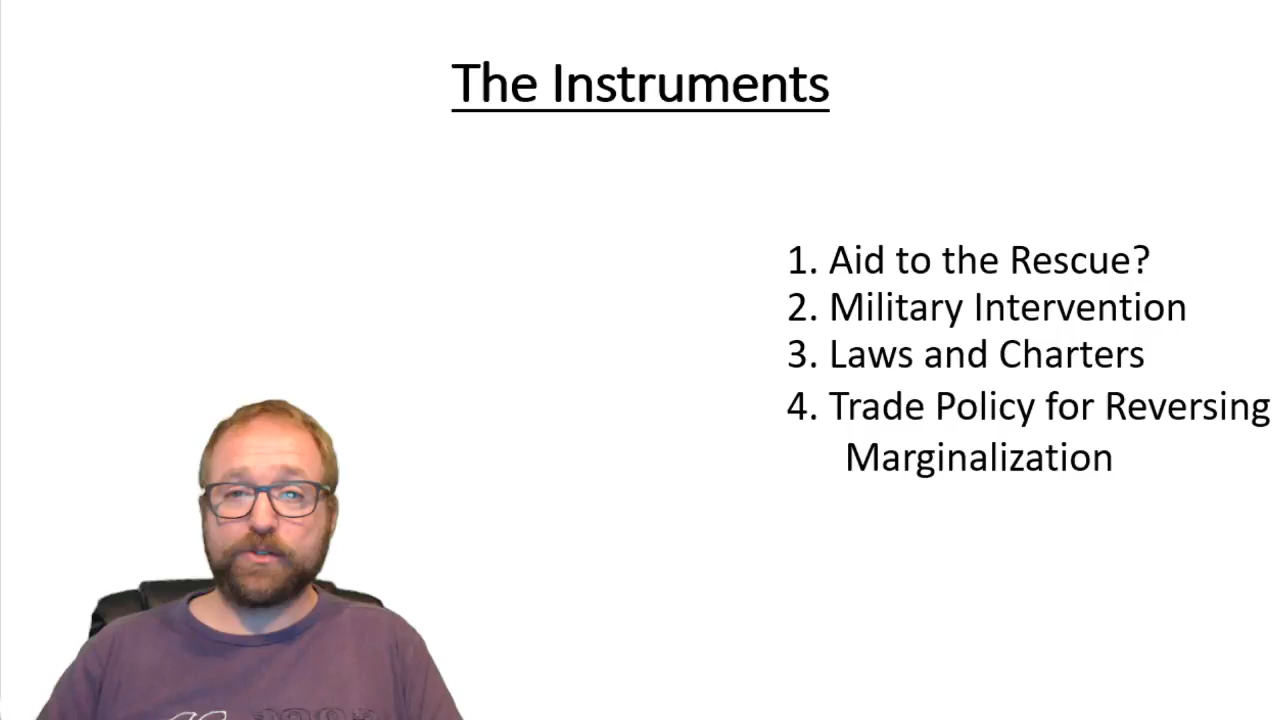 The Instruments
1. Aid to the Rescue?
2. Military Intervention
3. Laws and Charters
4. Trade Policy for Reversing
Marginalization